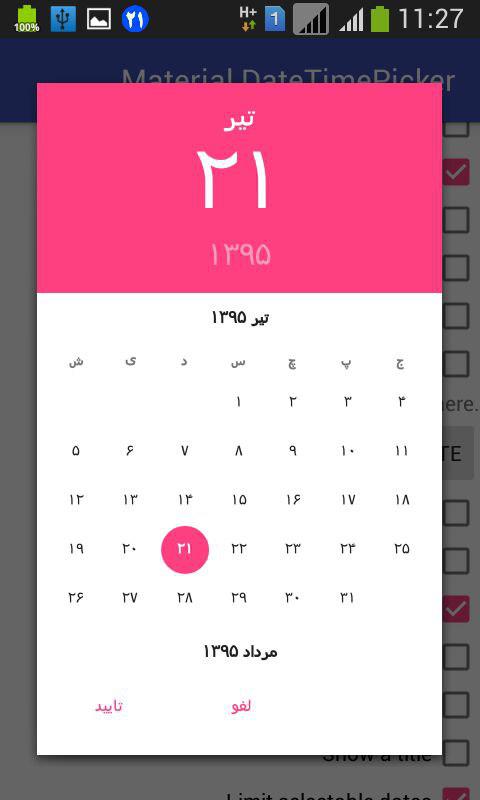 100% ۲۱ H+ 1 11:27
Material DateTimePicker
تیر
۲۱
۱۳۹۵
تیر ۱۳۹۵
ش ی د س چ پ ج
۱ ۲ ۳ ۴
۵ ۶ ۷ ۸ ۹ ۱۰ ۱۱
۱۲ ۱۳ ۱۴ ۱۵ ۱۶ ۱۷ ۱۸
۱۹ ۲۰ ۲۱ ۲۲ ۲۳ ۲۴ ۲۵
۲۶ ۲۷ ۲۸ ۲۹ ۳۰ ۳۱
مرداد ۱۳۹۵
تایید لغو
here.
TE
Show a title
Limit selectable dates